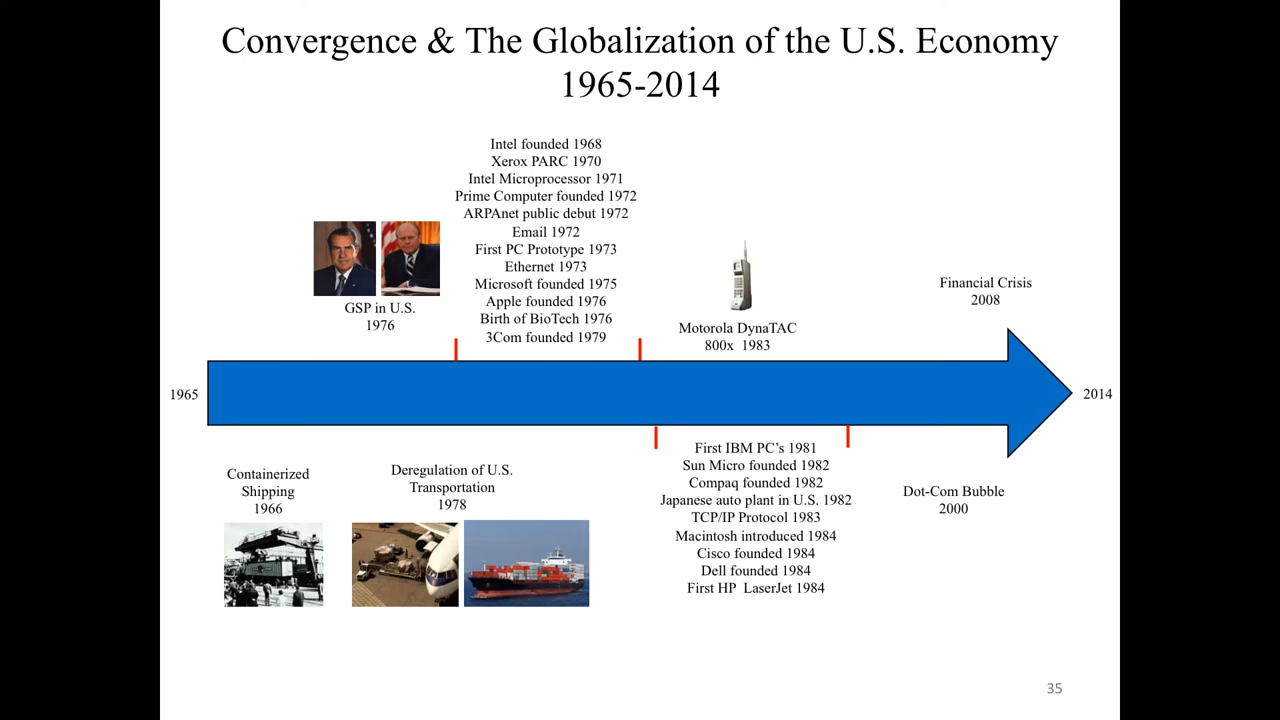 Convergence & The Globalization of the U.S. Economy
1965-2014
Intel founded 1968
Xerox PARC 1970
Intel Microprocessor 1971
Prime Computer founded 1972
ARPAnet public debut 1972
Email 1972
First PC Prototype 1973
Ethernet 1973
Microsoft founded 1975
Apple founded 1976
Birth of BioTech 1976
3Com founded 1979
GSP in U.S.
1976
Motorola DynaTAC
800x 1983
Financial Crisis
2008
1965
2014
Containerized
Shipping
1966
Deregulation of U.S.
Transportation
1978
First IBM PC’s 1981
Sun Micro founded 1982
Compaq founded 1982
Japanese auto plant in U.S. 1982
TCP/IP Protocol 1983
Macintosh introduced 1984
Cisco founded 1984
Dell founded 1984
First HP LaserJet 1984
Dot-Com Bubble
2000
35